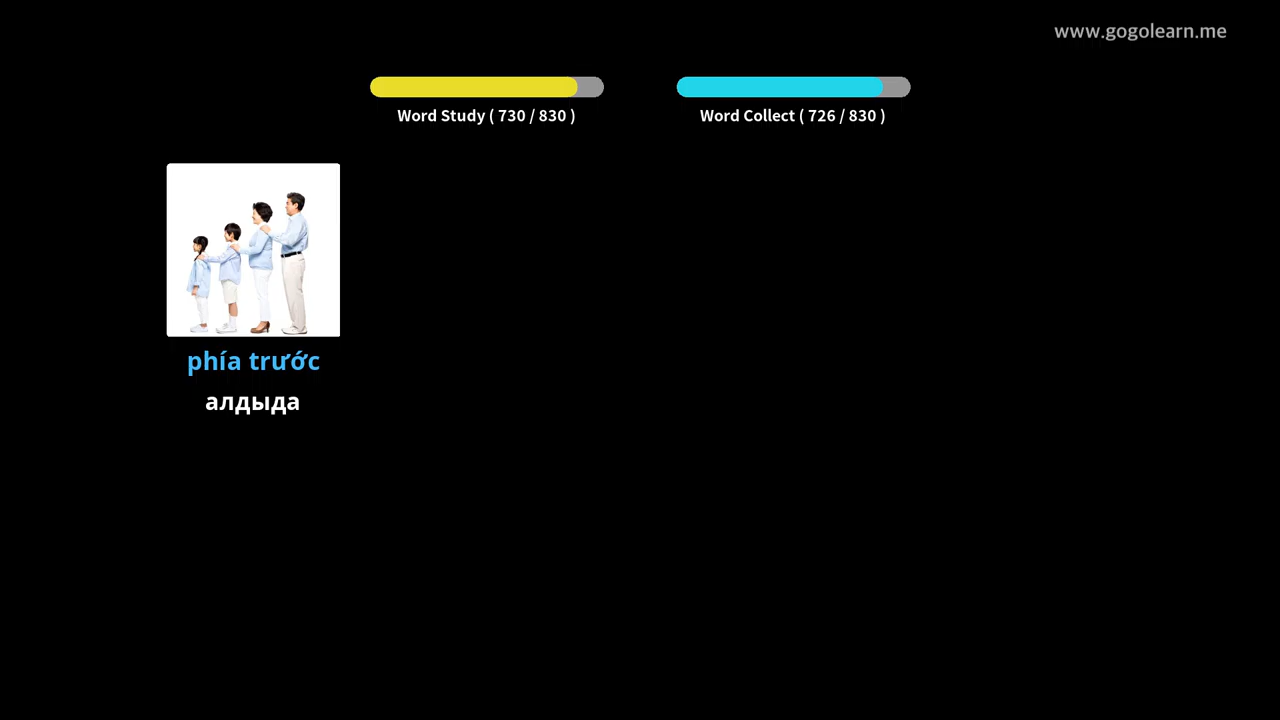 www.gogolearn.me
Word Study ( 730 / 830 )
Word Collect ( 726 / 830 )
phía trước
алдыда